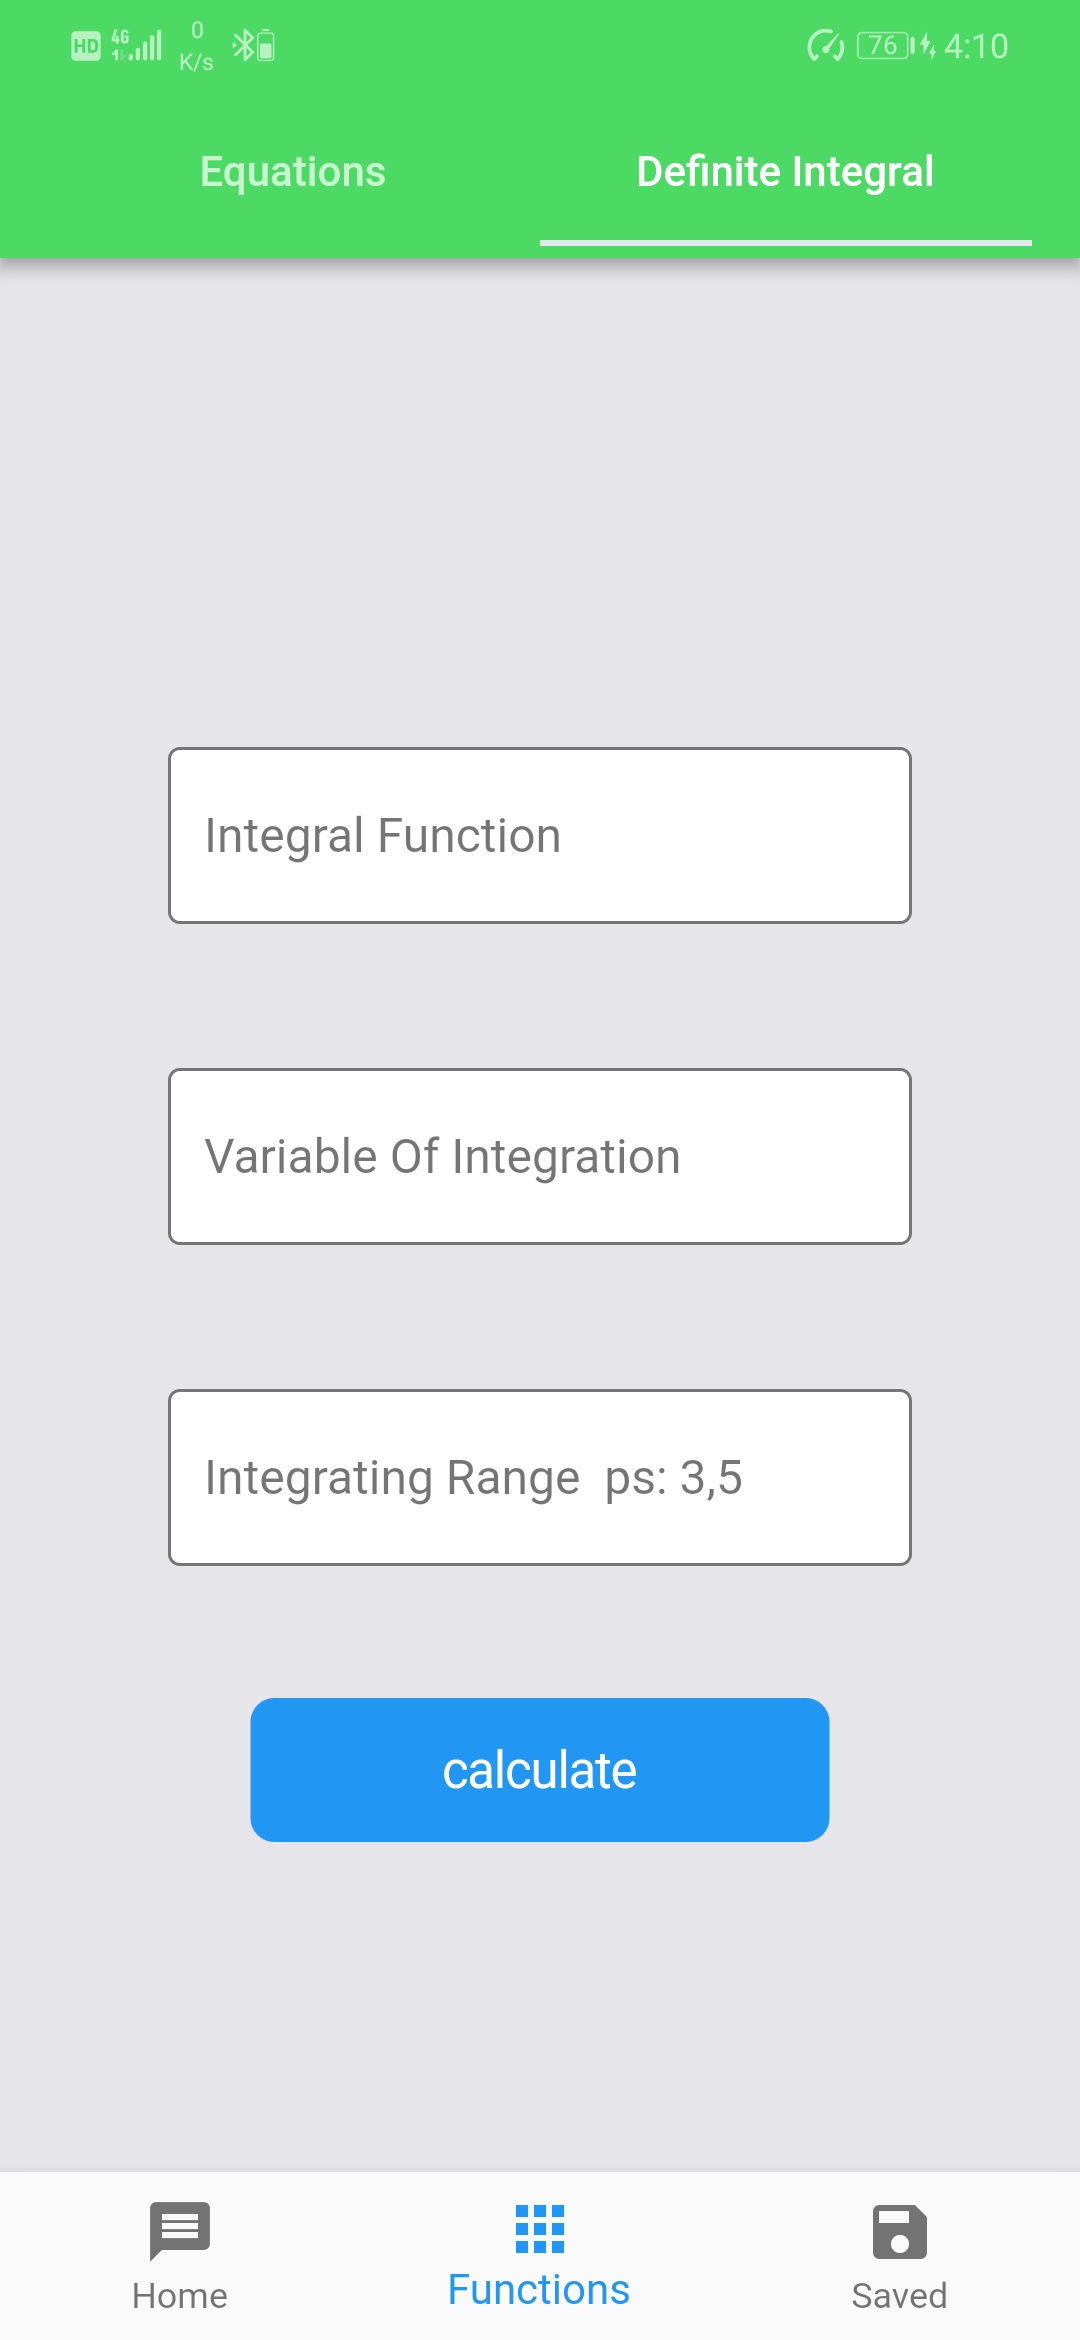 HD 4G 0 K/s 76 4:10
Equations Definite Integral
Integral Function
Variable Of Integration
Integrating Range  ps: 3,5
calculate
Home Functions Saved